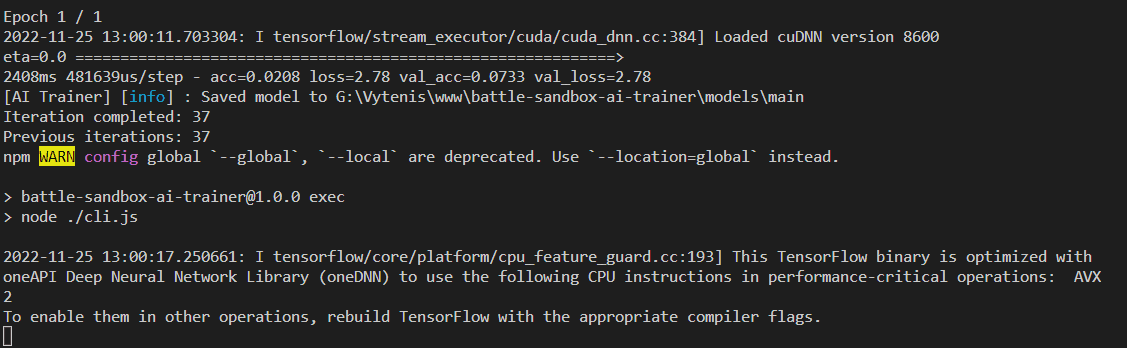 Epoch 1 / 1
2022-11-25 13:00:11.703304: I tensorflow/stream_executor/cuda/cuda_dnn.cc:384] Loaded cuDNN version 8600
eta=0.0 ============================================================>
2408ms 481639us/step - acc=0.0208 loss=2.78 val_acc=0.0733 val_loss=2.78
[AI Trainer] [info] : Saved model to G:\Vytenis\www\battle-sandbox-ai-trainer\models\main
Iteration completed: 37
Previous iterations: 37
npm WARN config global `--global`, `--local` are deprecated. Use `--location=global` instead.
> battle-sandbox-ai-trainer@1.0.0 exec
> node ./cli.js
2022-11-25 13:00:17.250661: I tensorflow/core/platform/cpu_feature_guard.cc:193] This TensorFlow binary is optimized with
oneAPI Deep Neural Network Library (oneDNN) to use the following CPU instructions in performance-critical operations:  AVX
2
To enable them in other operations, rebuild TensorFlow with the appropriate compiler flags.